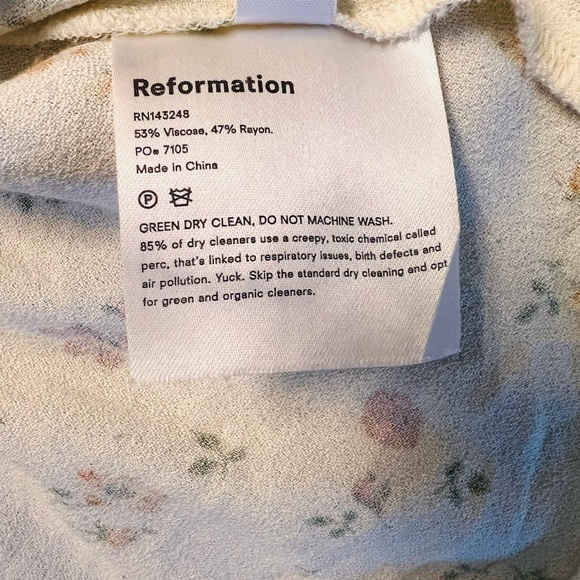 Reformation
RN143248
53% Viscose, 47% Rayon.
PO# 7105
Made in China
P
GREEN DRY CLEAN, DO NOT MACHINE WASH.
85% of dry cleaners use a creepy, toxic chemical called
perc, that's linked to respiratory issues, birth defects and
air pollution. Yuck. Skip the standard dry cleaning and opt
for green and organic cleaners.